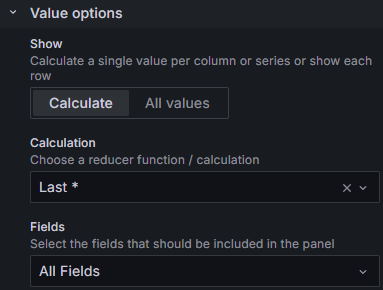 Value options
Show
Calculate a single value per column or series or show each
row
Calculate All values
Calculation
Choose a reducer function / calculation
Last *
Fields
Select the fields that should be included in the panel
All Fields